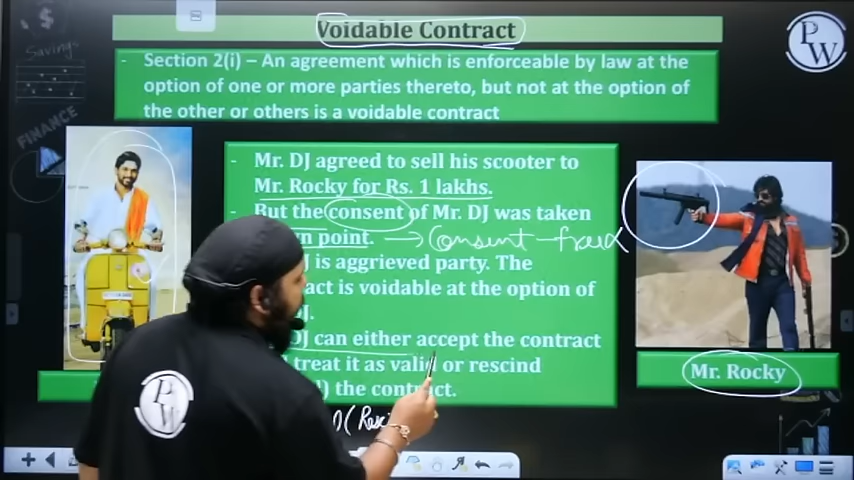 Voidable Contract
- Section 2(i) – An agreement which is enforceable by law at the
option of one or more parties thereto, but not at the option of
the other or others is a voidable contract
Savings
FINANCE
P
W
- Mr. DJ agreed to sell his scooter to
Mr. Rocky for Rs. 1 lakhs.
- But the consent of Mr. DJ was taken
point. → Consent
is aggrieved party. The
is voidable at the option of
DJ can either accept the contract
treat it as valid or rescind
the contract.
Mr. Rocky
P
W